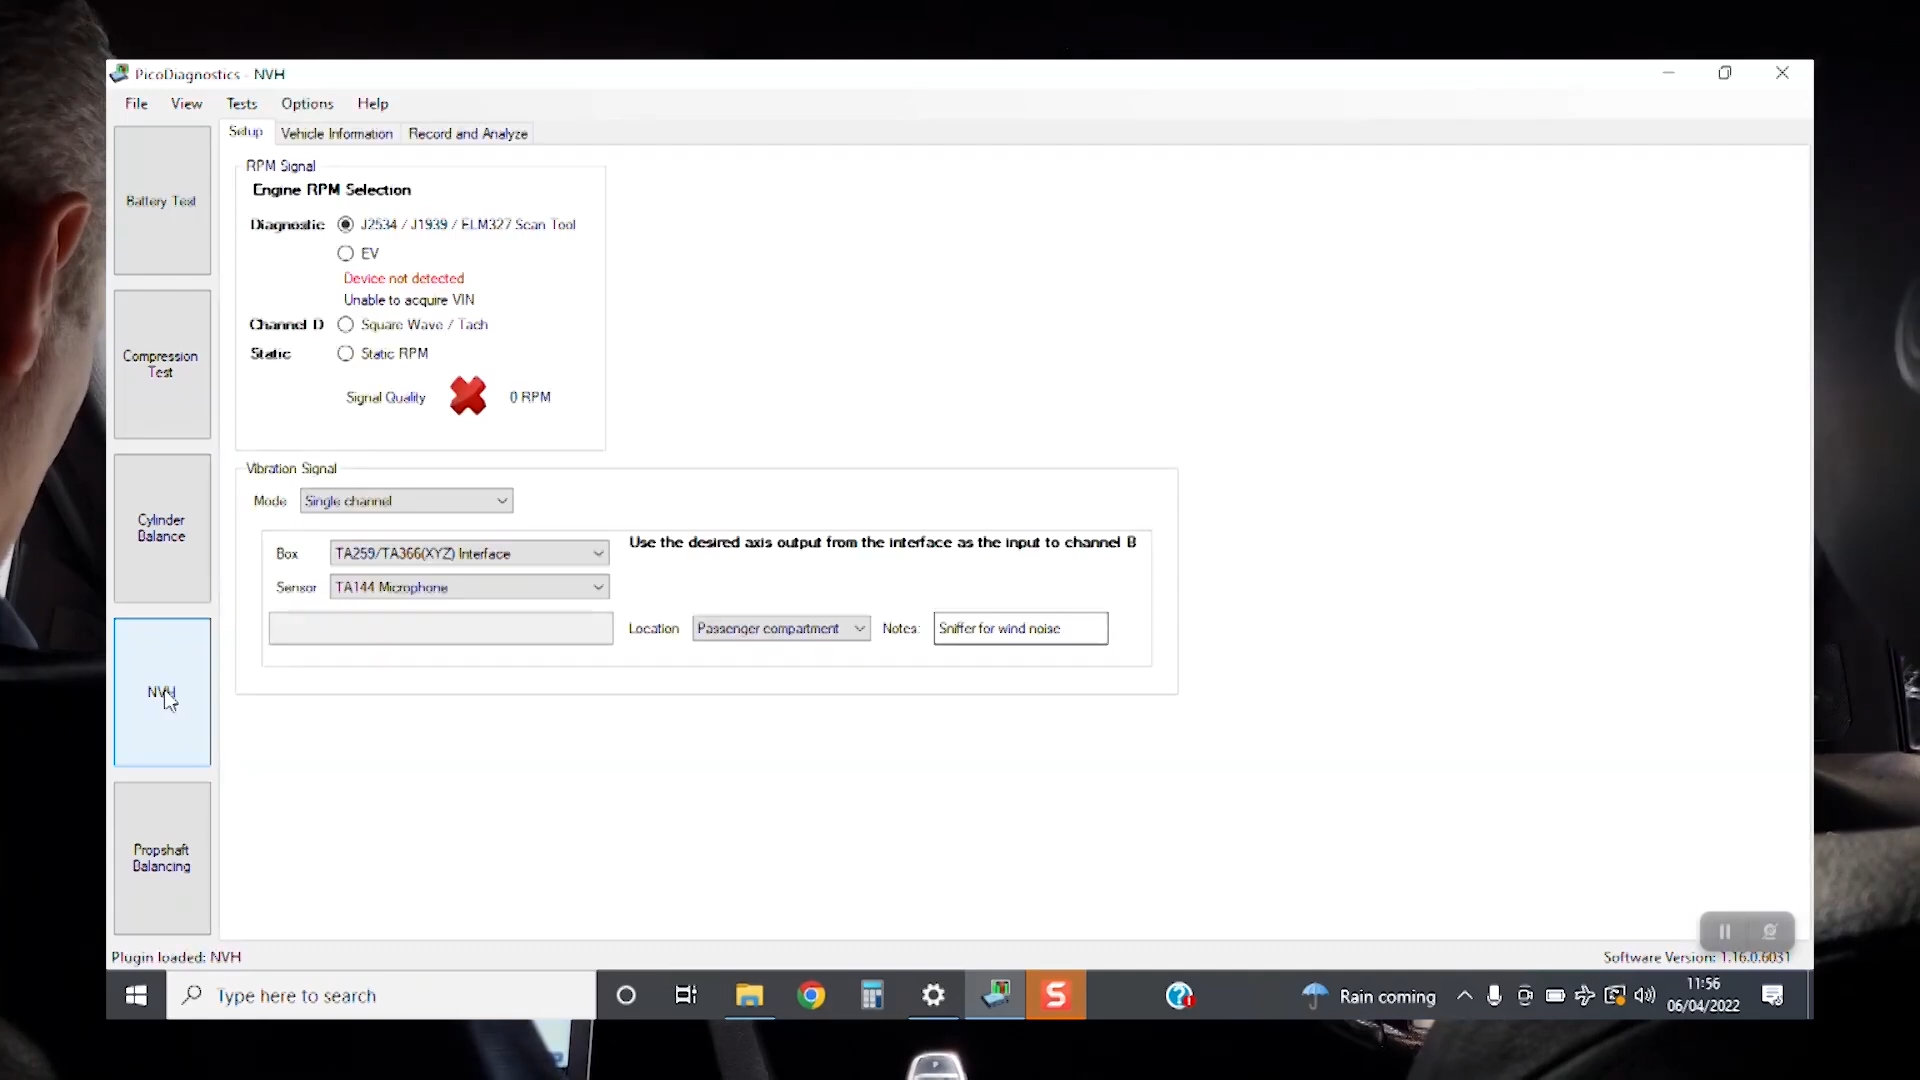 PicoDiagnostics - NVH
File View Tests Options Help
Setup Vehicle Information Record and Analyze
Battery Test
Compression
Test
Cylinder
Balance
NVH
Propshaft
Balancing
RPM Signal
Engine RPM Selection
Diagnostic J2534 / J1939 / ELM327 Scan Tool
EV
Device not detected
Unable to acquire VIN
Channel D Square Wave / Tach
Static Static RPM
Signal Quality 0 RPM
Vibration Signal
Mode Single channel
Box TA259/TA366(XYZ) Interface Use the desired axis output from the interface as the input to channel B
Sensor TA144 Microphone
Location Passenger compartment Notes: Sniffer for wind noise
Plugin loaded: NVH Software Version: 1.16.0.6031
Type here to search
S
Rain coming
11:56
06/04/2022
P